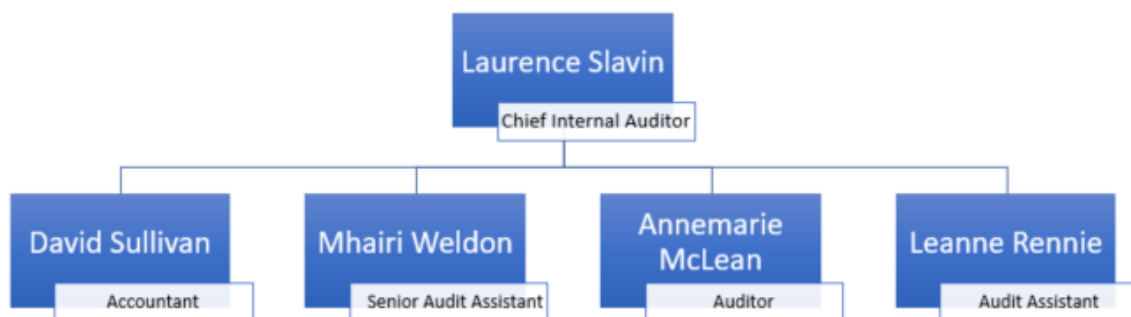 Laurence Slavin
Chief Internal Auditor
David Sullivan
Accountant
Mhairi Weldon
Senior Audit Assistant
Annemarie
McLean
Auditor
Leanne Rennie
Audit Assistant